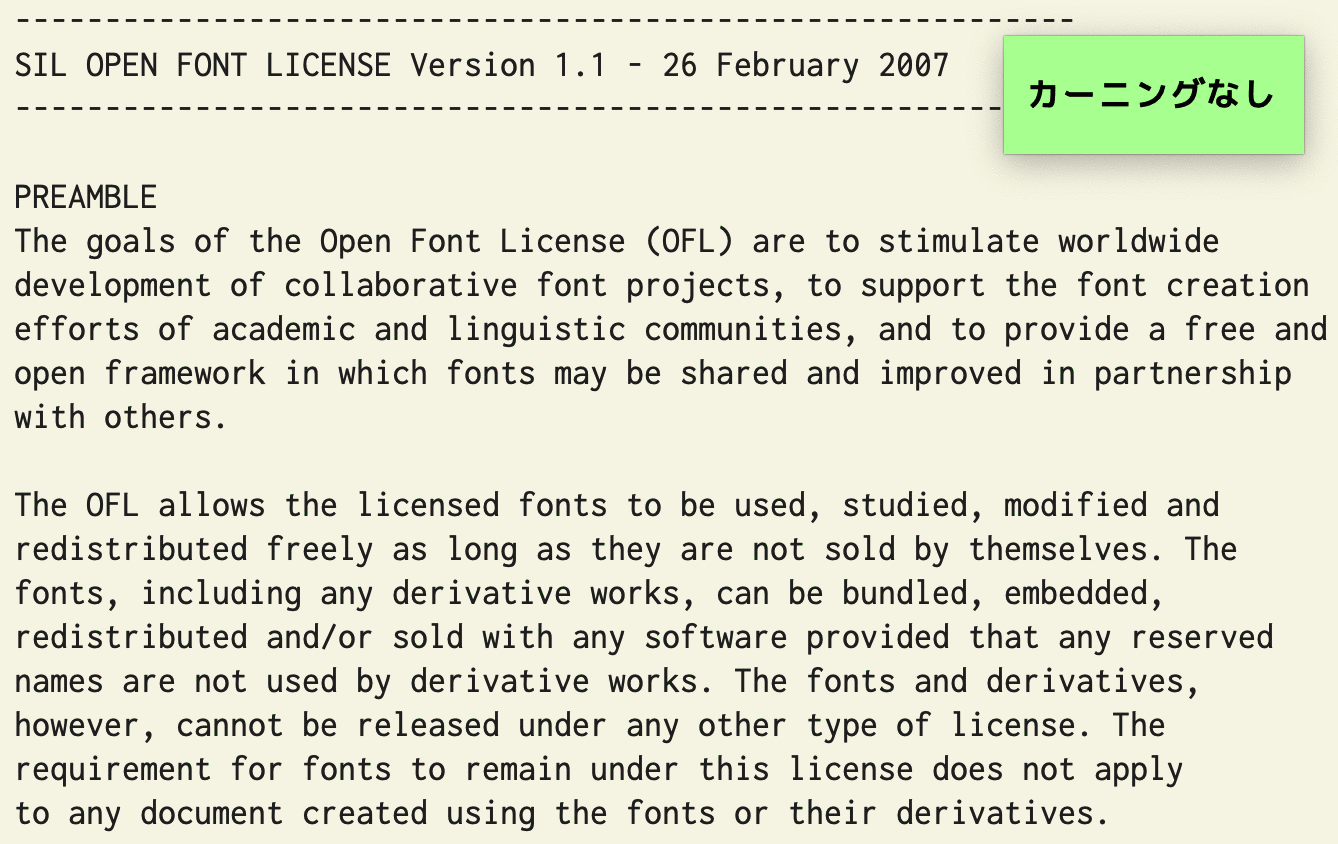 -----------------------------------------------------------
SIL OPEN FONT LICENSE Version 1.1 - 26 February 2007
-------------------------------------------------------
カーニングなし
PREAMBLE
The goals of the Open Font License (OFL) are to stimulate worldwide
development of collaborative font projects, to support the font creation
efforts of academic and linguistic communities, and to provide a free and
open framework in which fonts may be shared and improved in partnership
with others.
The OFL allows the licensed fonts to be used, studied, modified and
redistributed freely as long as they are not sold by themselves. The
fonts, including any derivative works, can be bundled, embedded,
redistributed and/or sold with any software provided that any reserved
names are not used by derivative works. The fonts and derivatives,
however, cannot be released under any other type of license. The
requirement for fonts to remain under this license does not apply
to any document created using the fonts or their derivatives.